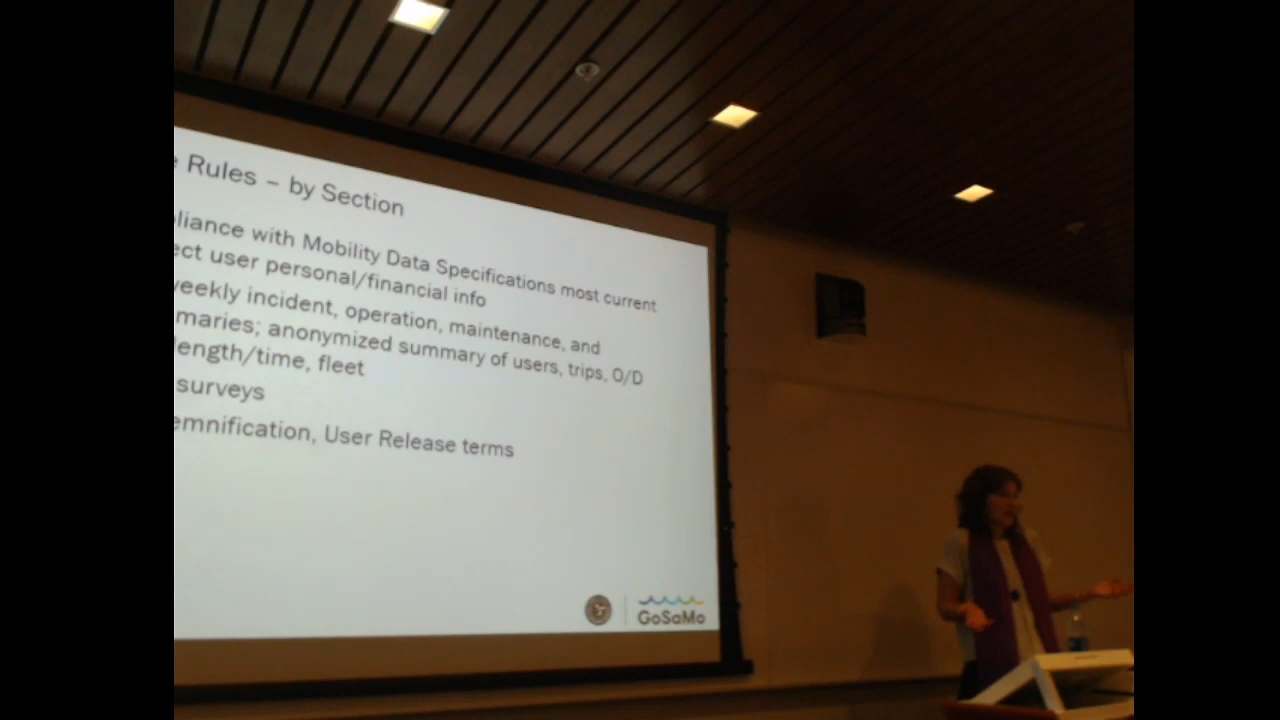 Rules – by Section
liance with Mobility Data Specifications most current
ect user personal/financial info
weekly incident, operation, maintenance, and
maries; anonymized summary of users, trips, O/D
length/time, fleet
surveys
emnification, User Release terms
GoSaMo